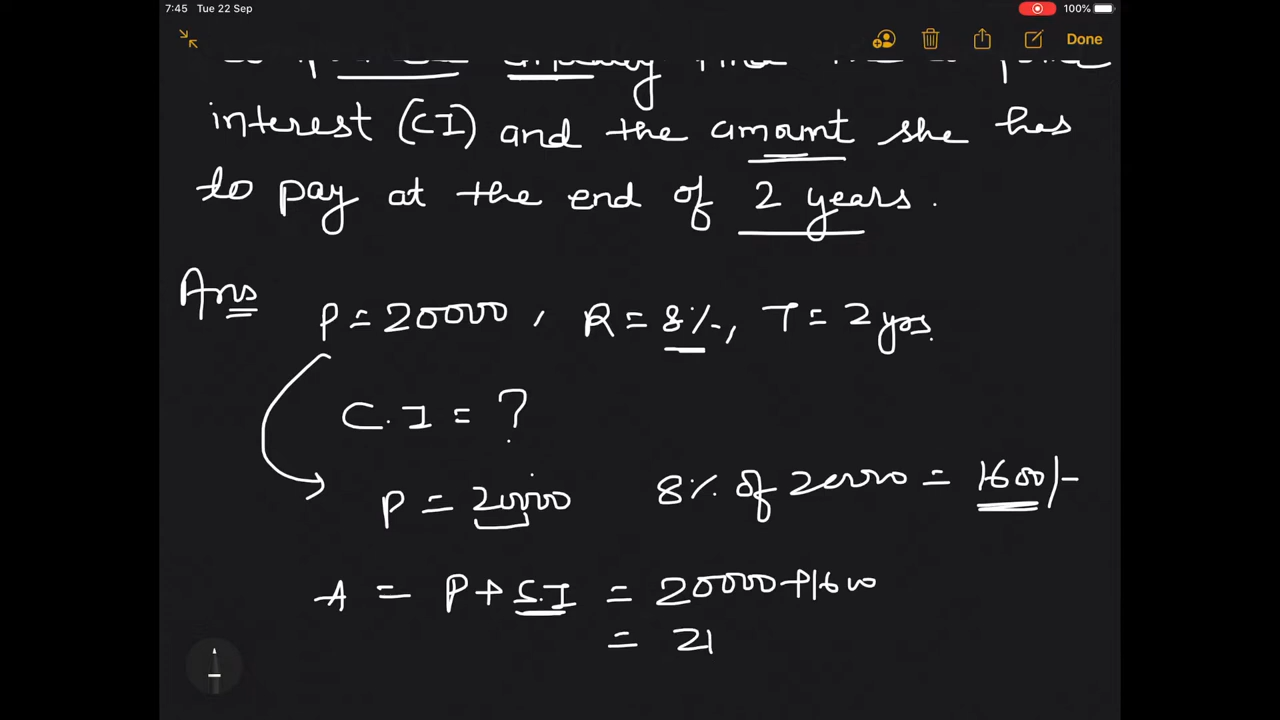 7:45 Tue 22 Sep 100%
Done
interest (CI) and the amount she has
to pay at the end of 2 years.
Ans
P = 20000, R = 8%, T = 2 yrs.
C.I = ?
P = 20000 8% of 20000 = 1600/-
A = P + S.I = 20000 + 1600
= 21